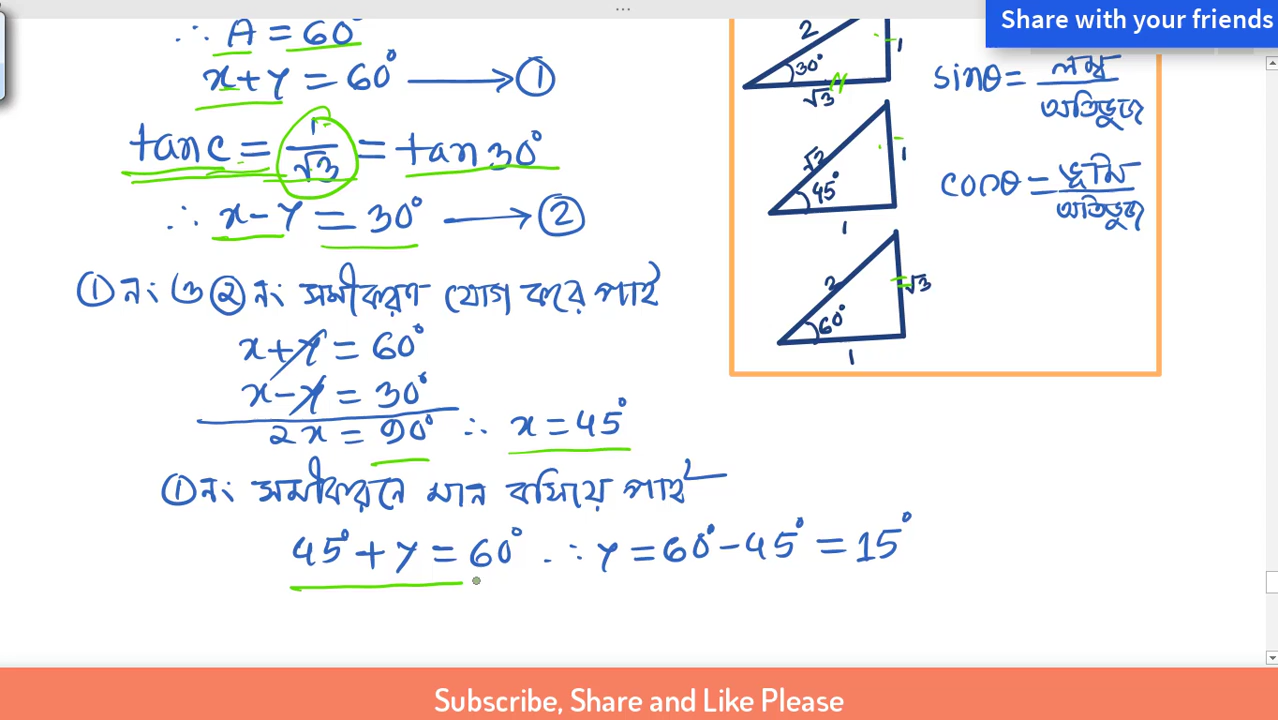 ...
Share with your friends
∴ A = 60°
x+y = 60° ⟶ ①
tan c = 1/√3 = tan 30°
∴ x-y = 30° ⟶ ②
① নং ও ② নং সমীকরণ যোগ করে পাই
x+y = 60°
x-y = 30°
2x = 90° ∴ x = 45°
① নং সমীকরনে মান বসিয়ে পাই
45° + y = 60° ∴ y = 60° - 45° = 15°
2
30°
1
√3
√2
45°
1
1
2
60°
√3
1
sinθ = লম্ব/অতিভুজ
cosθ = ভূমি/অতিভুজ
Subscribe, Share and Like Please